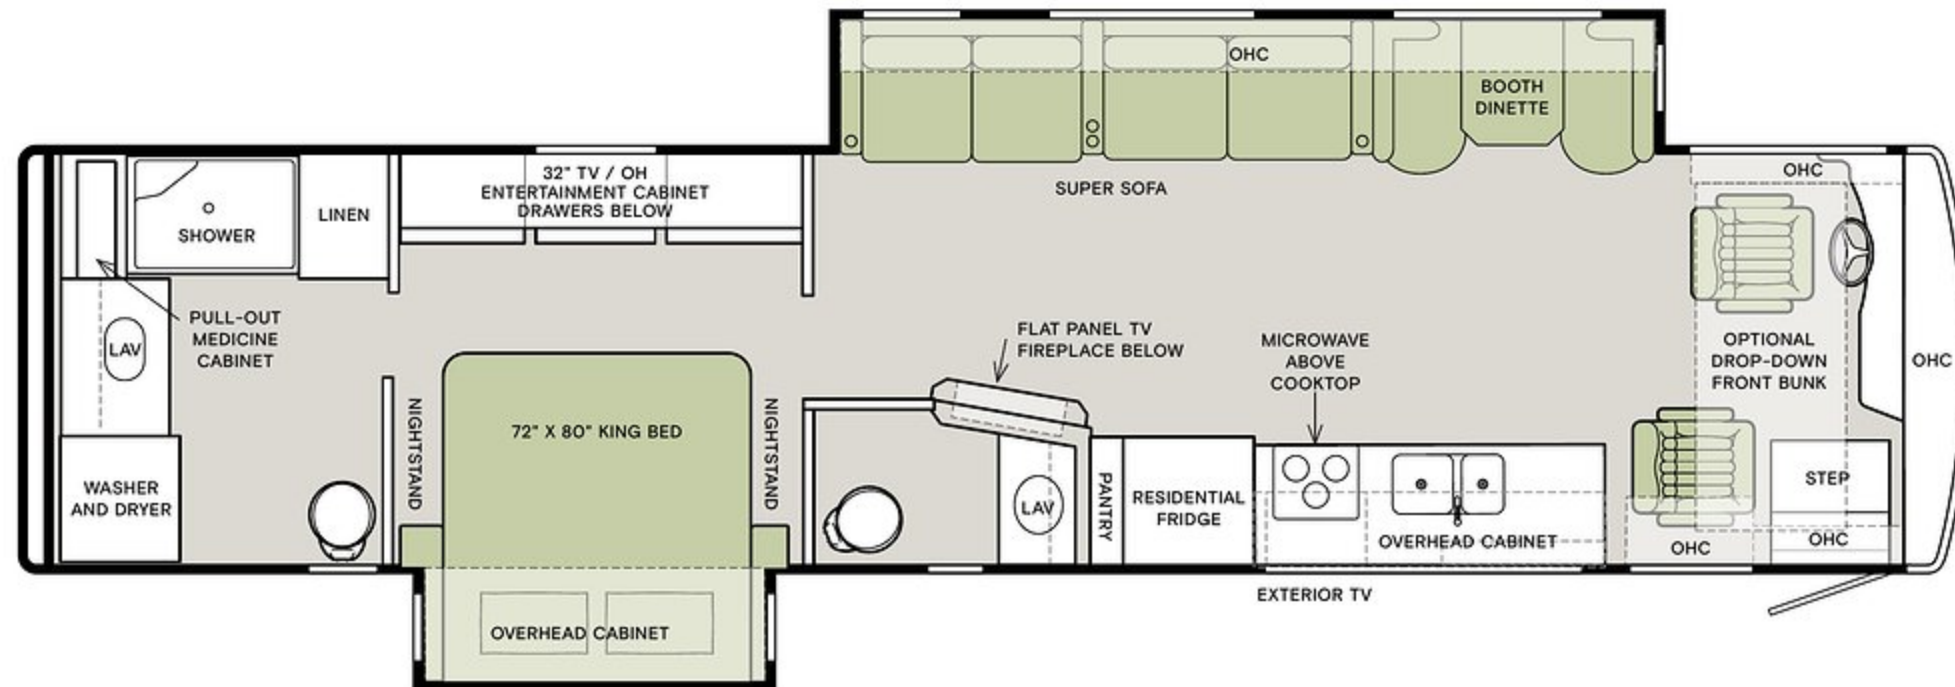 OHC
BOOTH
DINETTE
SUPER SOFA
32" TV / OH
ENTERTAINMENT CABINET
DRAWERS BELOW
LINEN
SHOWER
PULL-OUT
MEDICINE
CABINET
LAV
WASHER
AND DRYER
NIGHTSTAND
72" X 80" KING BED
NIGHTSTAND
OVERHEAD CABINET
FLAT PANEL TV
FIREPLACE BELOW
LAV
PANTRY
RESIDENTIAL
FRIDGE
MICROWAVE
ABOVE
COOKTOP
OVERHEAD CABINET
EXTERIOR TV
OHC
OPTIONAL
DROP-DOWN
FRONT BUNK
OHC
STEP
OHC
OHC